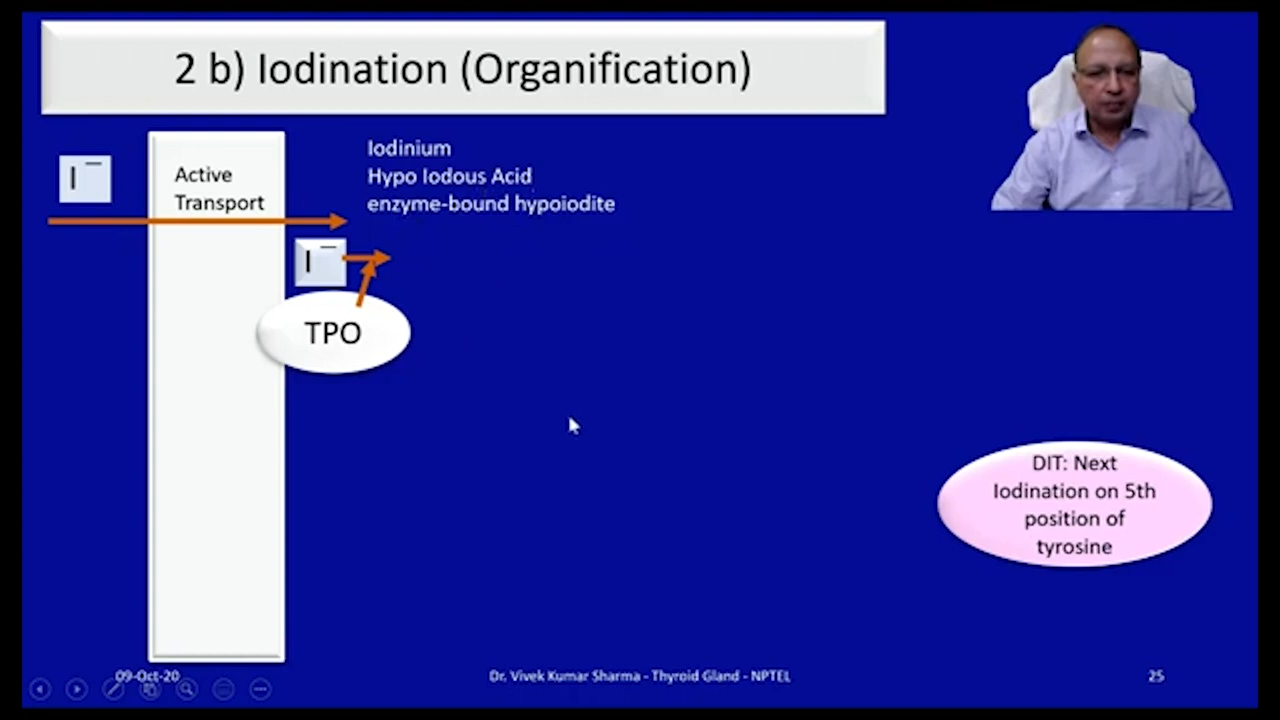 2 b) Iodination (Organification)
I −
Active
Transport
Iodinium
Hypo Iodous Acid
enzyme-bound hypoiodite
I −
TPO
DIT: Next
Iodination on 5th
position of
tyrosine
09-Oct-20
Dr. Vivek Kumar Sharma - Thyroid Gland - NPTEL
25